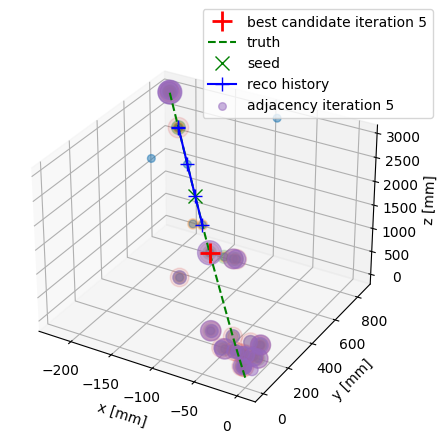 best candidate iteration 5
truth
seed
reco history
adjacency iteration 5
3000
2500
2000
1500
1000
500
0
z [mm]
800
600
400
200
0
y [mm]
−200
−150
−100
−50
0
x [mm]